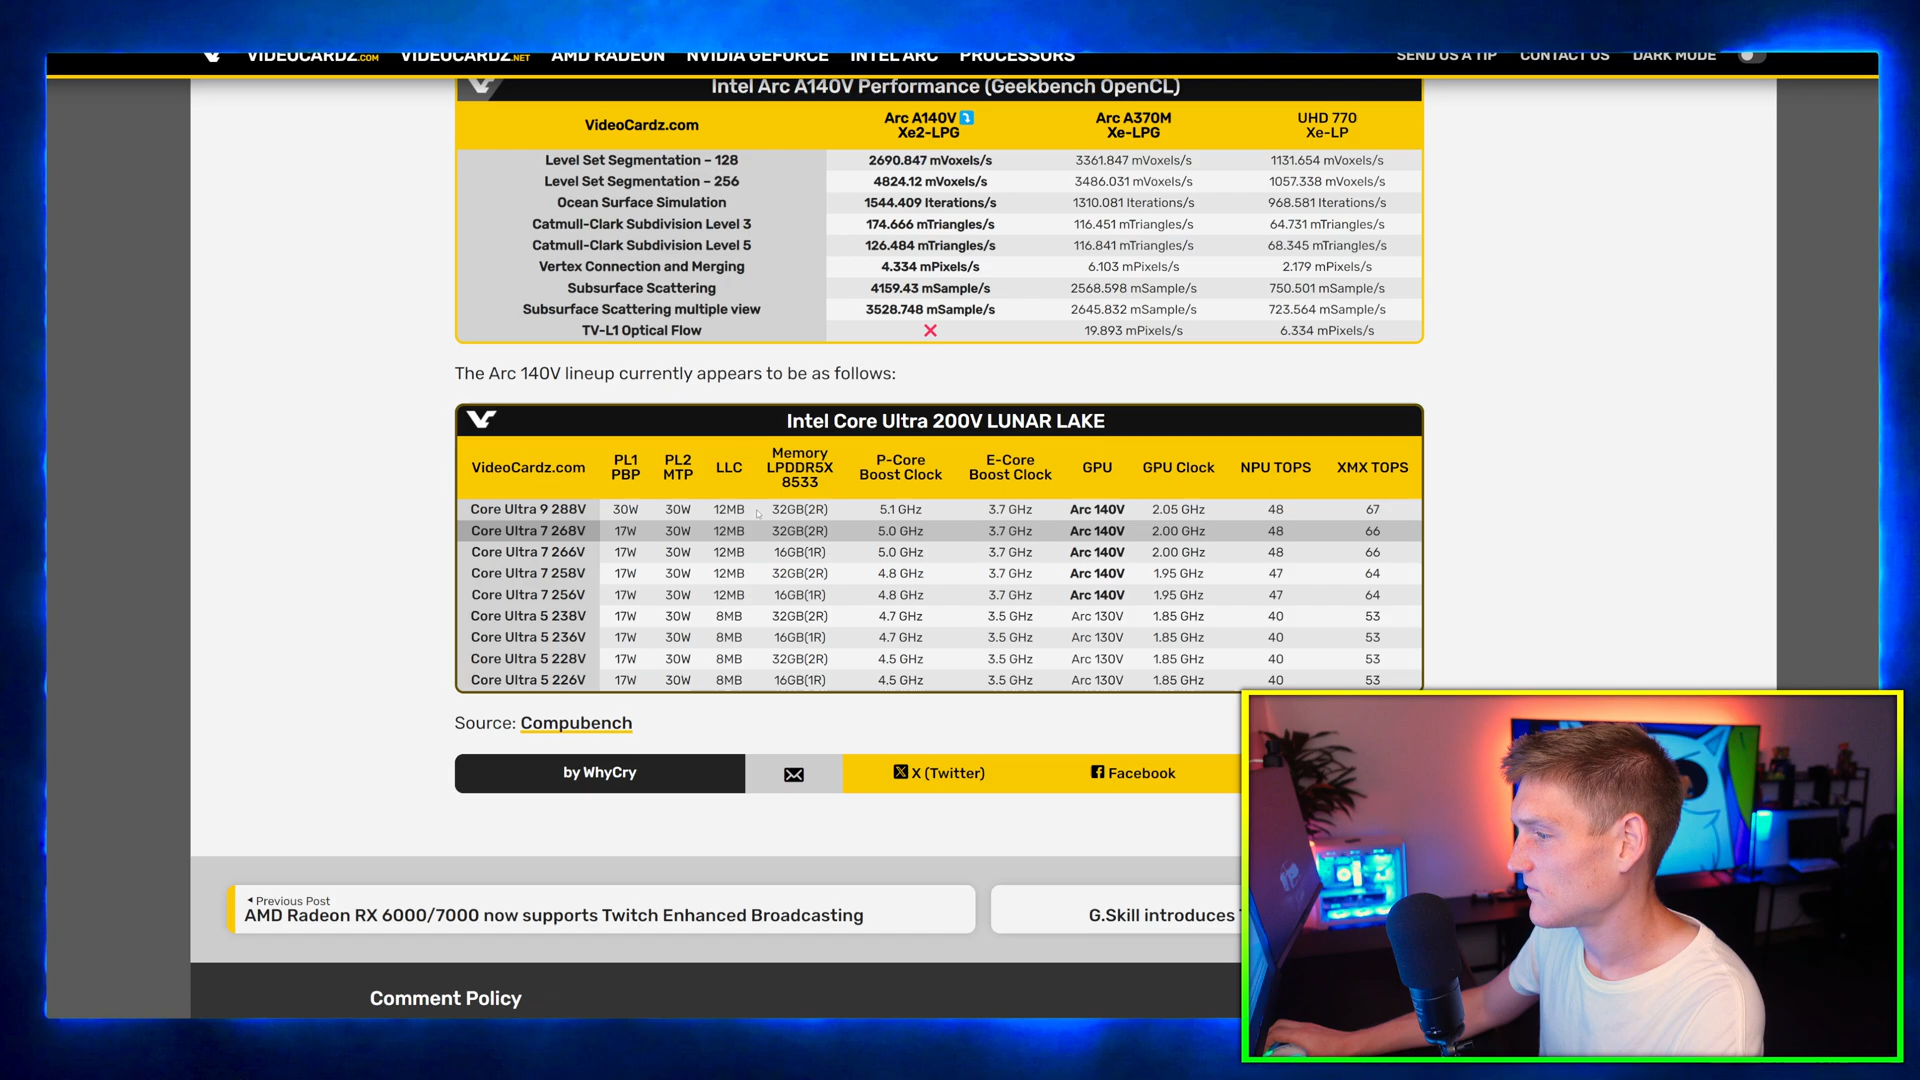 VIDEOCARDZ.COM VIDEOCARDZ.NET AMD RADEON NVIDIA GEFORCE INTEL ARC PROCESSORS SEND US A TIP CONTACT US DARK MODE
Intel Arc A140V Performance (Geekbench OpenCL)
VideoCardz.com Arc A140V Xe2-LPG Arc A370M Xe-LPG UHD 770 Xe-LP
Level Set Segmentation – 128 2690.847 mVoxels/s 3361.847 mVoxels/s 1131.654 mVoxels/s
Level Set Segmentation – 256 4824.12 mVoxels/s 3486.031 mVoxels/s 1057.338 mVoxels/s
Ocean Surface Simulation 1544.409 Iterations/s 1310.081 Iterations/s 968.581 Iterations/s
Catmull-Clark Subdivision Level 3 174.666 mTriangles/s 116.451 mTriangles/s 64.731 mTriangles/s
Catmull-Clark Subdivision Level 5 126.484 mTriangles/s 116.841 mTriangles/s 68.345 mTriangles/s
Vertex Connection and Merging 4.334 mPixels/s 6.103 mPixels/s 2.179 mPixels/s
Subsurface Scattering 4159.43 mSample/s 2568.598 mSample/s 750.501 mSample/s
Subsurface Scattering multiple view 3528.748 mSample/s 2645.832 mSample/s 723.564 mSample/s
TV-L1 Optical Flow ❌ 19.893 mPixels/s 6.334 mPixels/s
The Arc 140V lineup currently appears to be as follows:
Intel Core Ultra 200V LUNAR LAKE
VideoCardz.com PL1 PBP PL2 MTP LLC Memory LPDDR5X 8533 P-Core Boost Clock E-Core Boost Clock GPU GPU Clock NPU TOPS XMX TOPS
Core Ultra 9 288V 30W 30W 12MB 32GB(2R) 5.1 GHz 3.7 GHz Arc 140V 2.05 GHz 48 67
Core Ultra 7 268V 17W 30W 12MB 32GB(2R) 5.0 GHz 3.7 GHz Arc 140V 2.00 GHz 48 66
Core Ultra 7 266V 17W 30W 12MB 16GB(1R) 5.0 GHz 3.7 GHz Arc 140V 2.00 GHz 48 66
Core Ultra 7 258V 17W 30W 12MB 32GB(2R) 4.8 GHz 3.7 GHz Arc 140V 1.95 GHz 47 64
Core Ultra 7 256V 17W 30W 12MB 16GB(1R) 4.8 GHz 3.7 GHz Arc 140V 1.95 GHz 47 64
Core Ultra 5 238V 17W 30W 8MB 32GB(2R) 4.7 GHz 3.5 GHz Arc 130V 1.85 GHz 40 53
Core Ultra 5 236V 17W 30W 8MB 16GB(1R) 4.7 GHz 3.5 GHz Arc 130V 1.85 GHz 40 53
Core Ultra 5 228V 17W 30W 8MB 32GB(2R) 4.5 GHz 3.5 GHz Arc 130V 1.85 GHz 40 53
Core Ultra 5 226V 17W 30W 8MB 16GB(1R) 4.5 GHz 3.5 GHz Arc 130V 1.85 GHz 40 53
Source: Compubench
by WhyCry X (Twitter) Facebook
Previous Post
AMD Radeon RX 6000/7000 now supports Twitch Enhanced Broadcasting
G.Skill introduces
Comment Policy